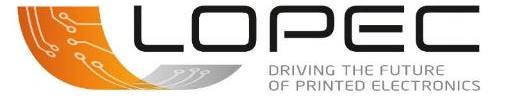 LOPEC
DRIVING THE FUTURE
OF PRINTED ELECTRONICS